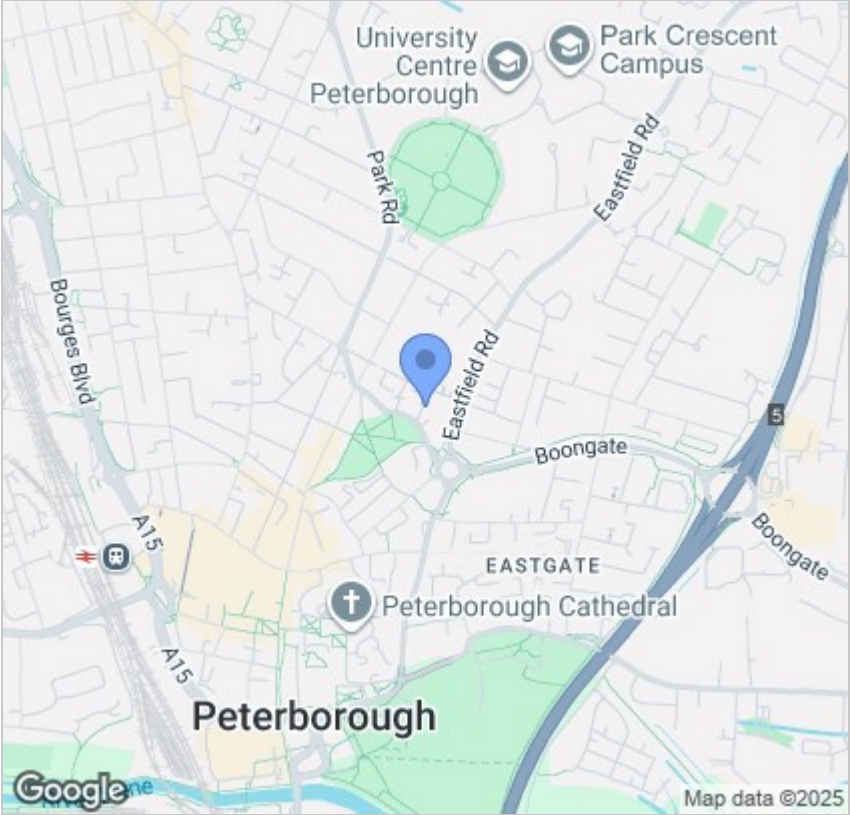 University
Centre
Peterborough
Park Crescent
Campus
Park Rd
Eastfield Rd
Bourges Blvd
Eastfield Rd
5
Boongate
A15
Boongate
EASTGATE
Peterborough Cathedral
A15
Peterborough
Google
Map data ©2025